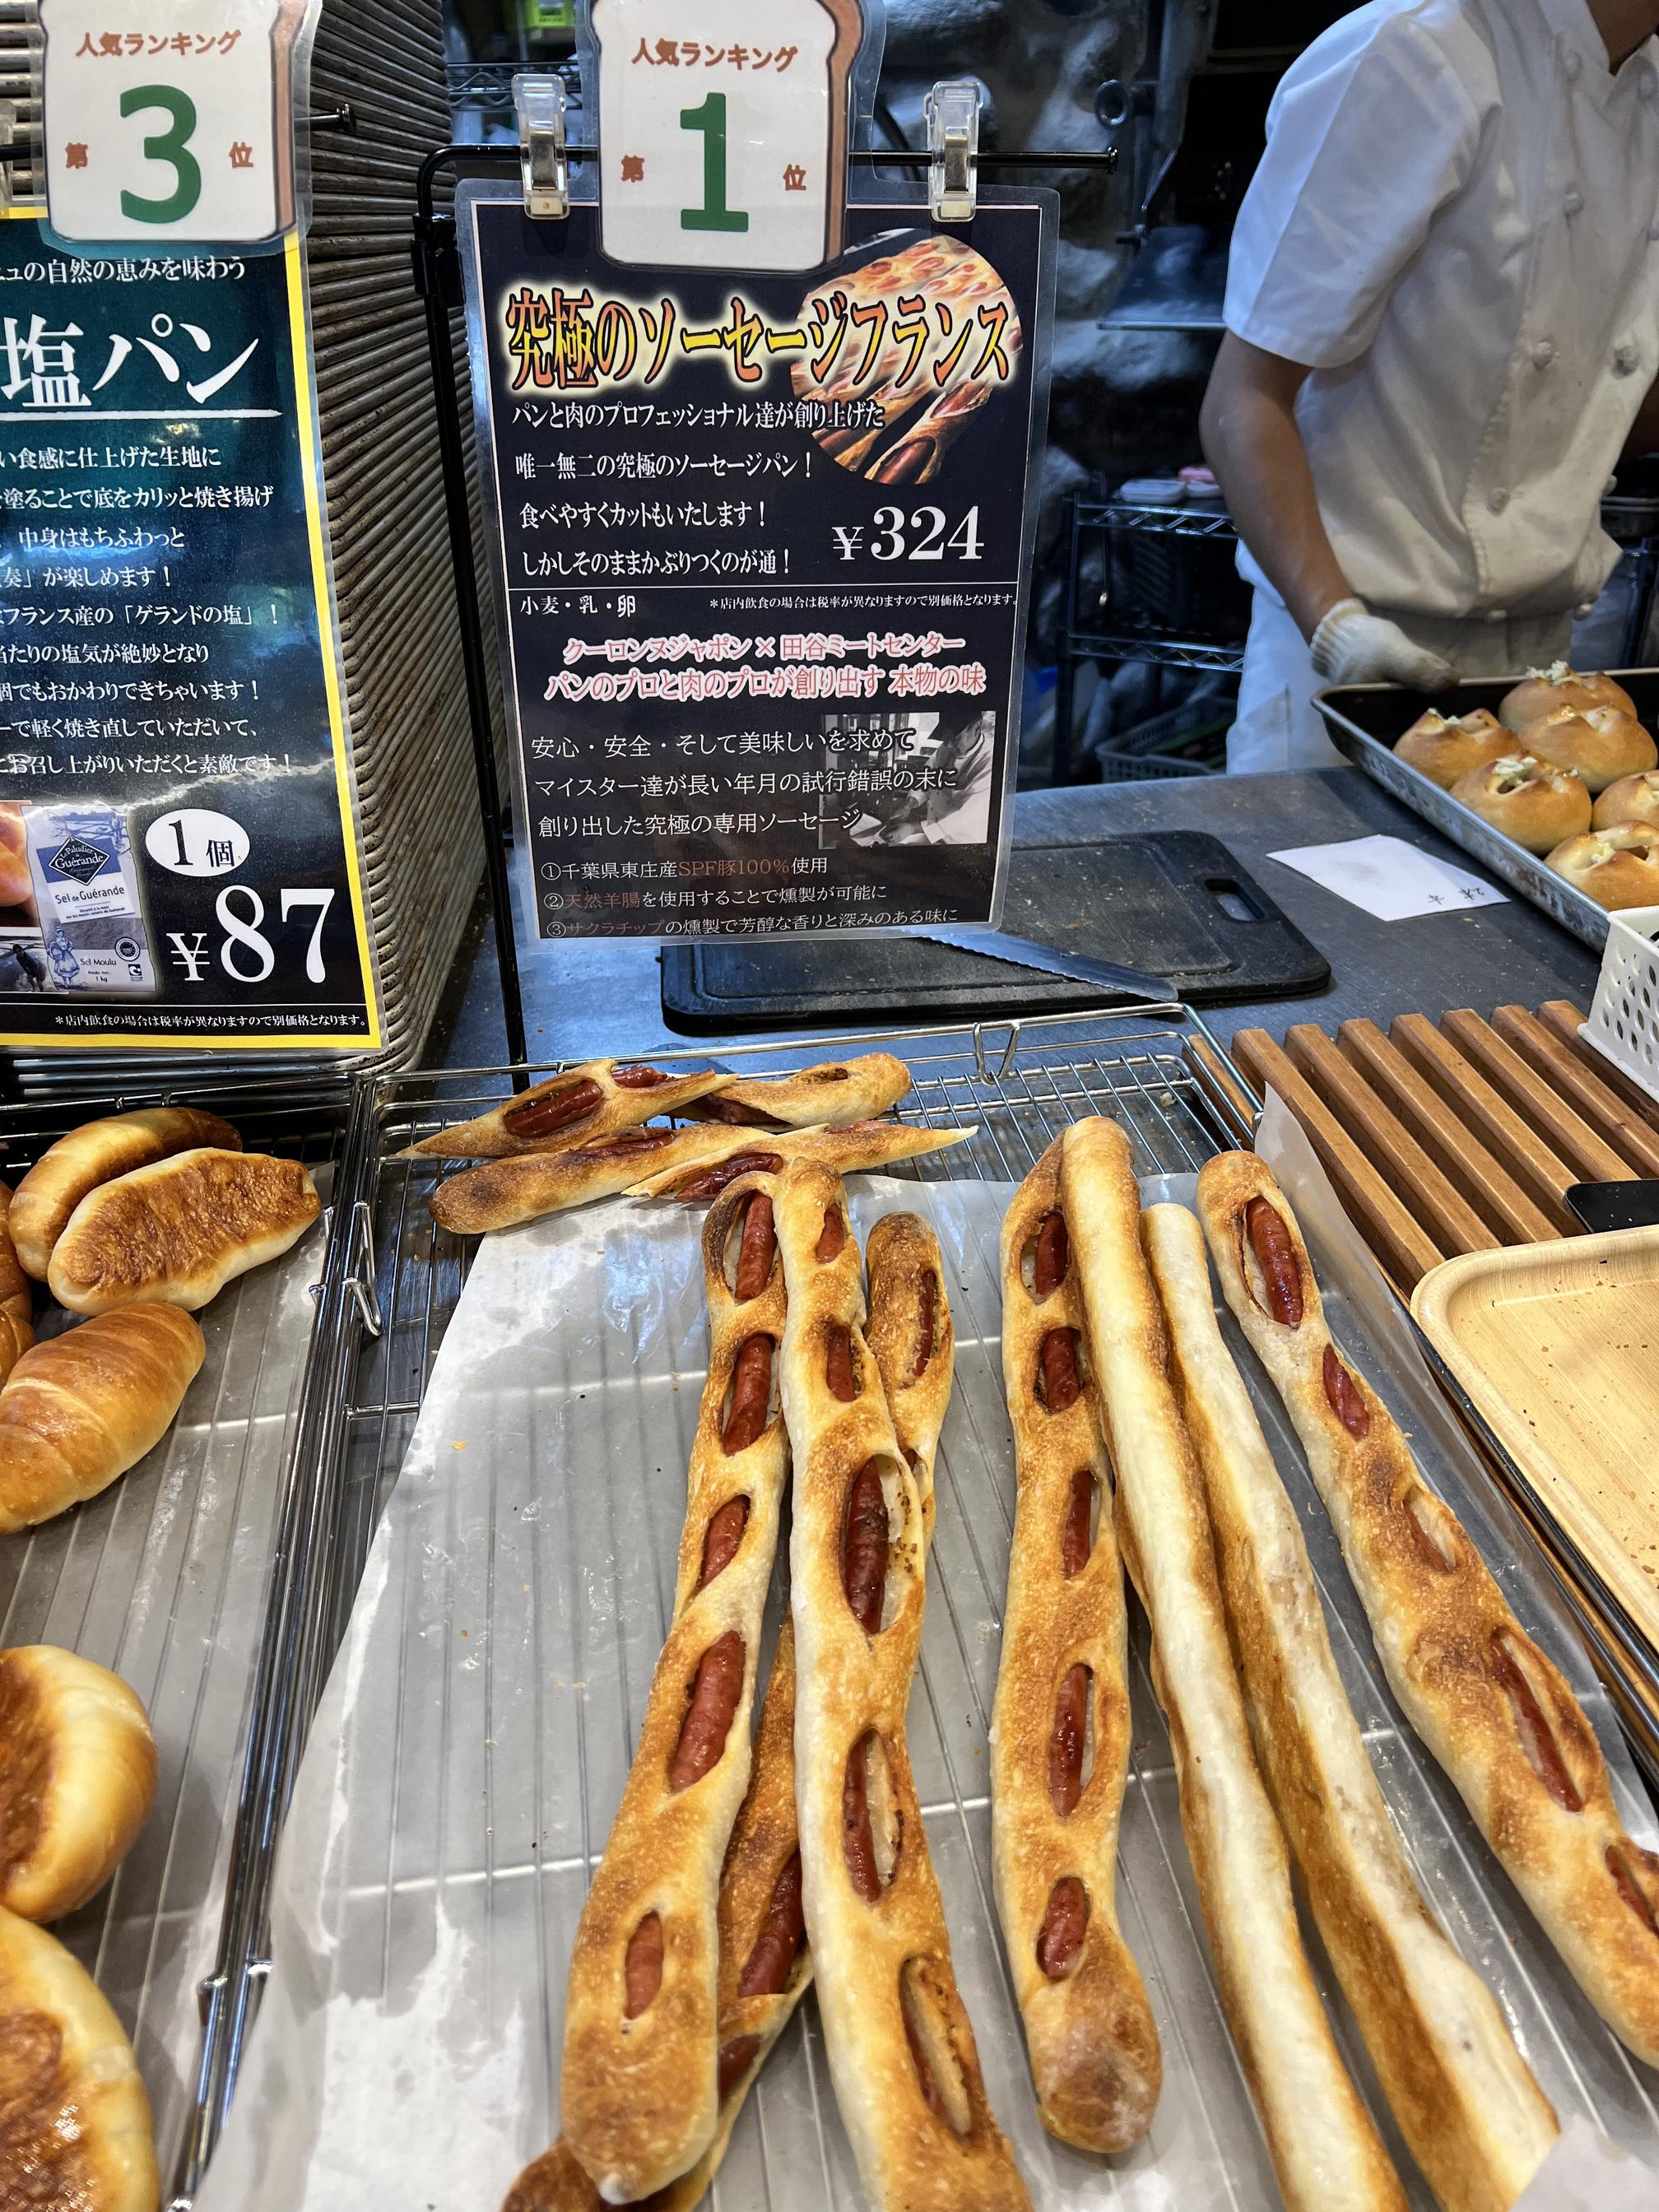 人気ランキング
第3位
ニュの自然の恵みを味わう
塩パン
い食感に仕上げた生地に
塗ることで底をカリッと焼き揚げ
中身はもちふわっと
奏」が楽しめます！
フランス産の「ゲランドの塩」！
当たりの塩気が絶妙となり
個でもおかわりできちゃいます！
ーで軽く焼き直していただいて、
お召し上がりいただくと素敵です！
Guérande
Sel de Guérande
Sel Moulu
1 kg
1個
¥87
＊店内飲食の場合は税率が異なりますので別価格となります。
人気ランキング
第1位
究極のソーセージフランス
パンと肉のプロフェッショナル達が創り上げた
唯一無二の究極のソーセージパン！
食べやすくカットもいたします！
しかしそのままかぶりつくのが通！
¥324
小麦・乳・卵
＊店内飲食の場合は税率が異なりますので別価格となります。
クーロンヌジャポン×田谷ミートセンター
パンのプロと肉のプロが創り出す 本物の味
安心・安全・そして美味しいを求めて
マイスター達が長い年月の試行錯誤の末に
創り出した究極の専用ソーセージ
①千葉県東庄産SPF豚100％使用
②天然羊腸を使用することで燻製が可能に
③サクラチップの燻製で芳醇な香りと深みのある味に